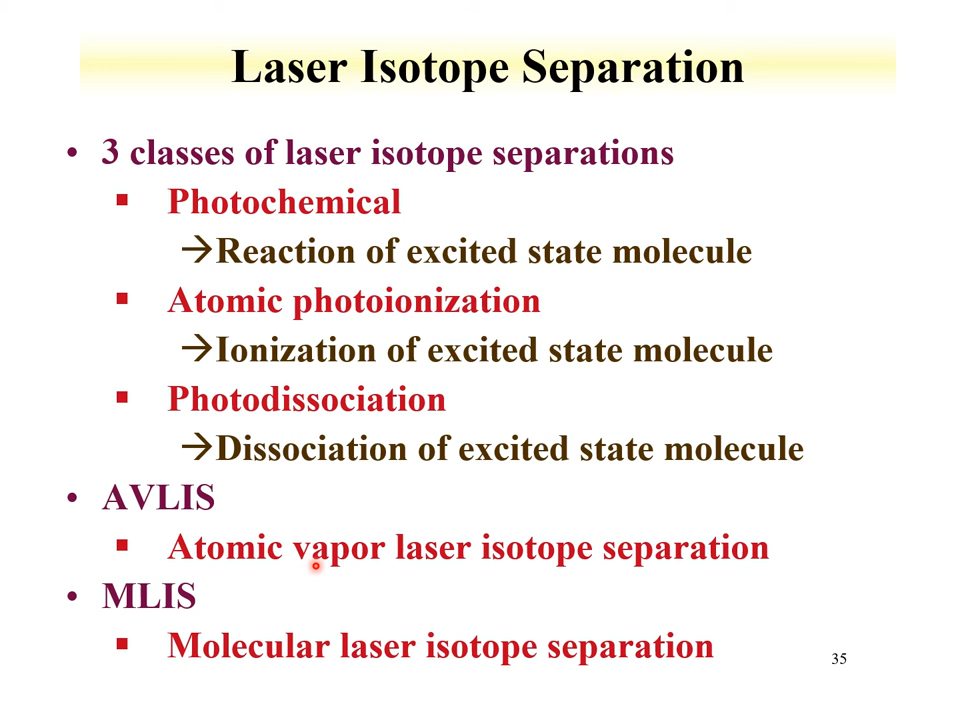 Laser Isotope Separation
• 3 classes of laser isotope separations
▪ Photochemical
→Reaction of excited state molecule
▪ Atomic photoionization
→Ionization of excited state molecule
▪ Photodissociation
→Dissociation of excited state molecule
• AVLIS
▪ Atomic vapor laser isotope separation
• MLIS
▪ Molecular laser isotope separation
35